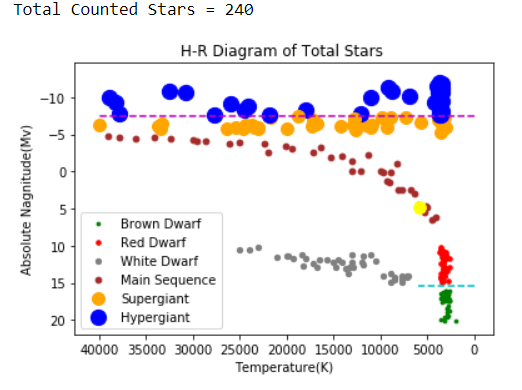 Total Counted Stars = 240
H-R Diagram of Total Stars
Absolute Nagnitude(Mv)
−10
−5
0
5
10
15
20
Brown Dwarf
Red Dwarf
White Dwarf
Main Sequence
Supergiant
Hypergiant
40000 35000 30000 25000 20000 15000 10000 5000 0
Temperature(K)